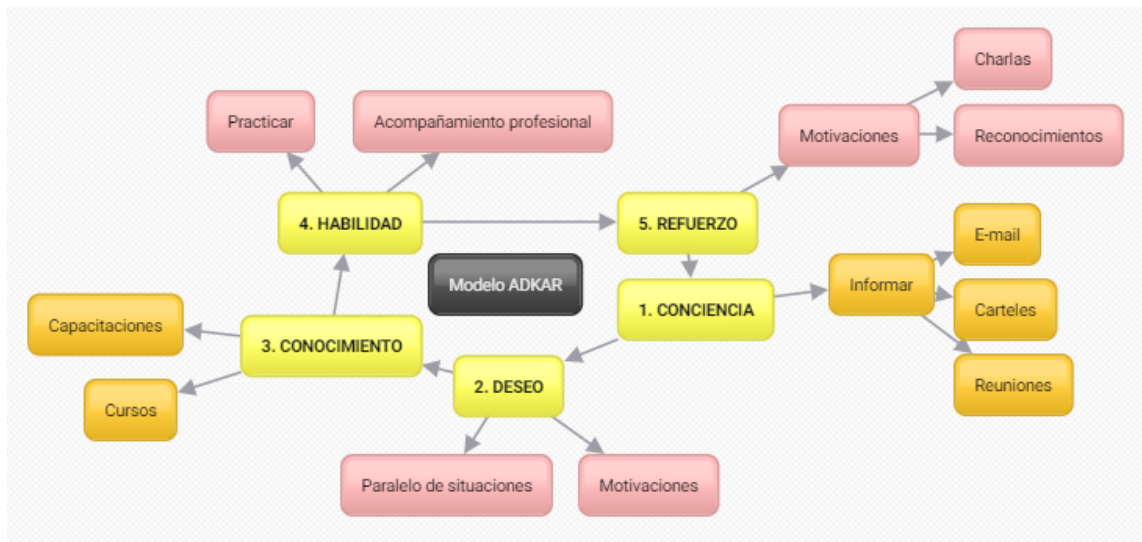 Charlas
Practicar
Acompañamiento profesional
Motivaciones
Reconocimientos
4. HABILIDAD
5. REFUERZO
E-mail
Modelo ADKAR
Informar
1. CONCIENCIA
Carteles
Capacitaciones
3. CONOCIMIENTO
2. DESEO
Reuniones
Cursos
Paralelo de situaciones
Motivaciones